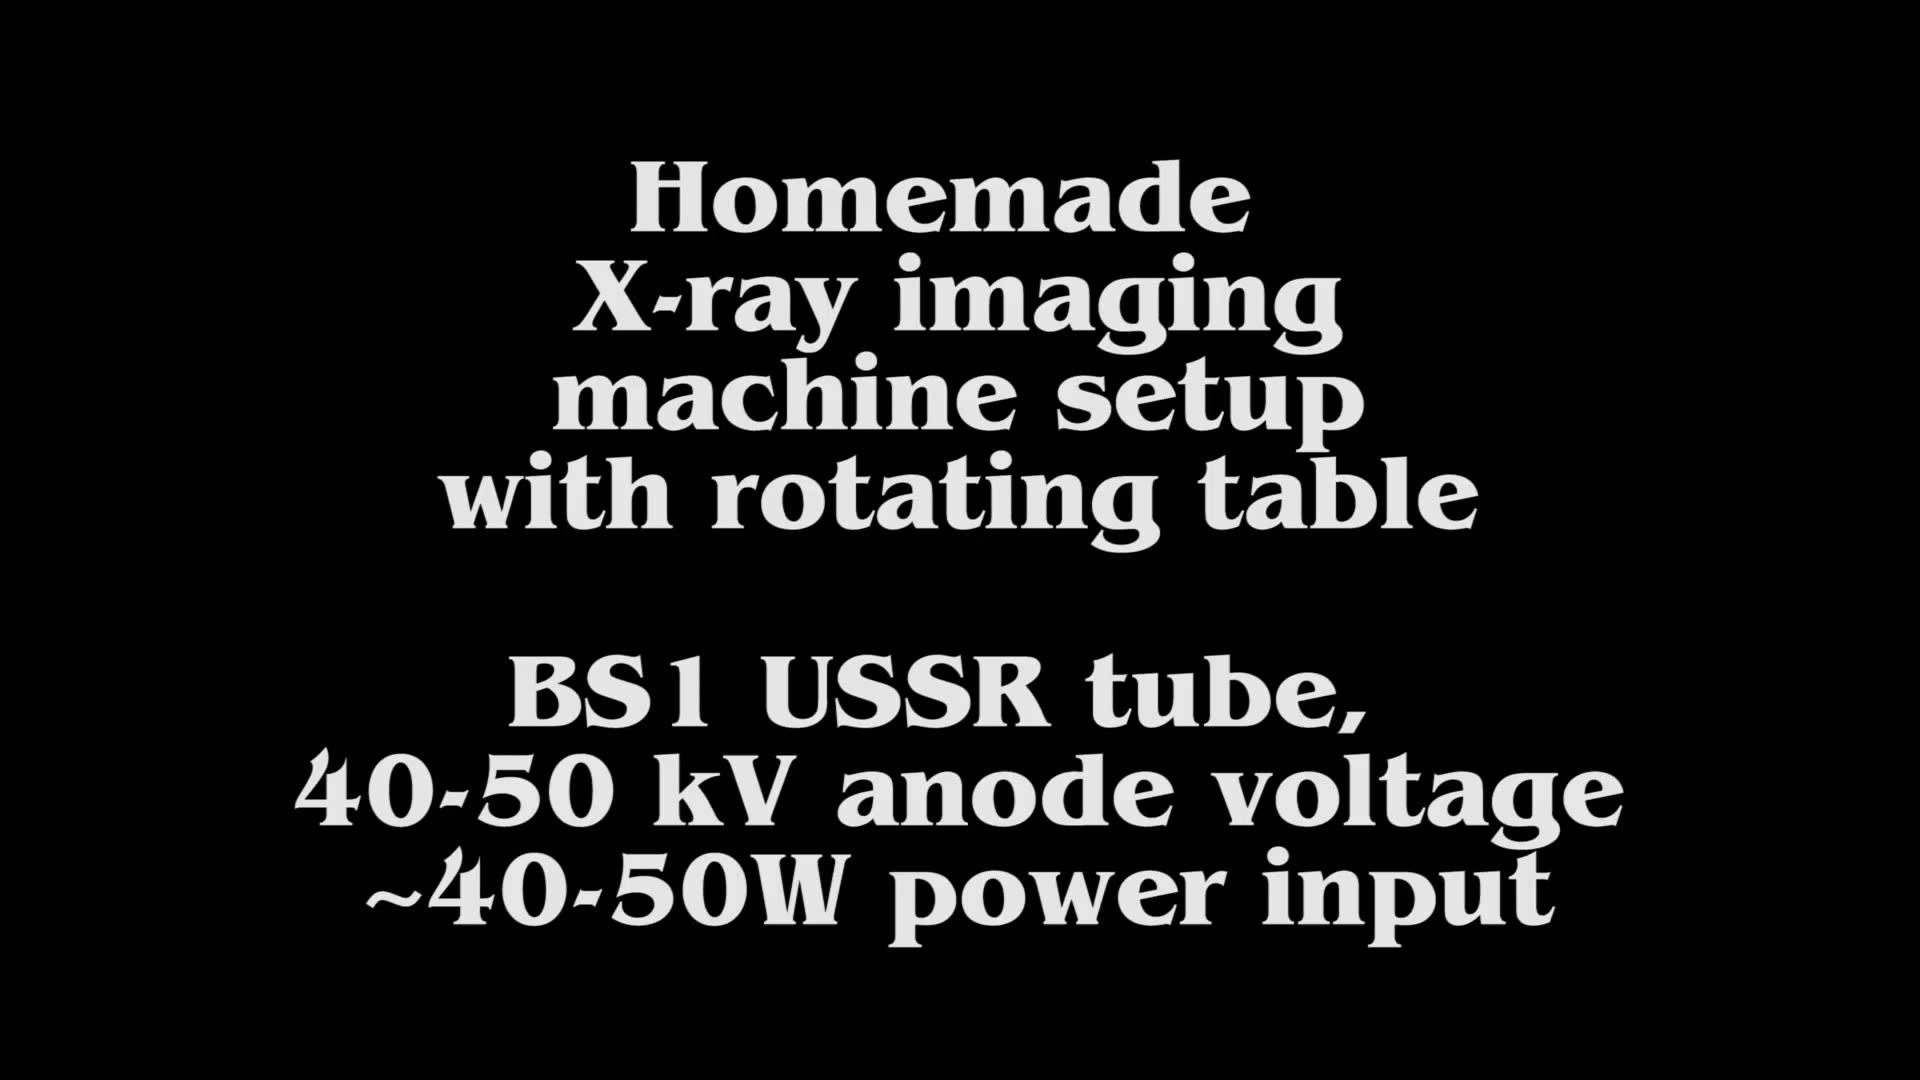 Homemade
X-ray imaging
machine setup
with rotating table
BS1 USSR tube,
40-50 kV anode voltage
~40-50W power input